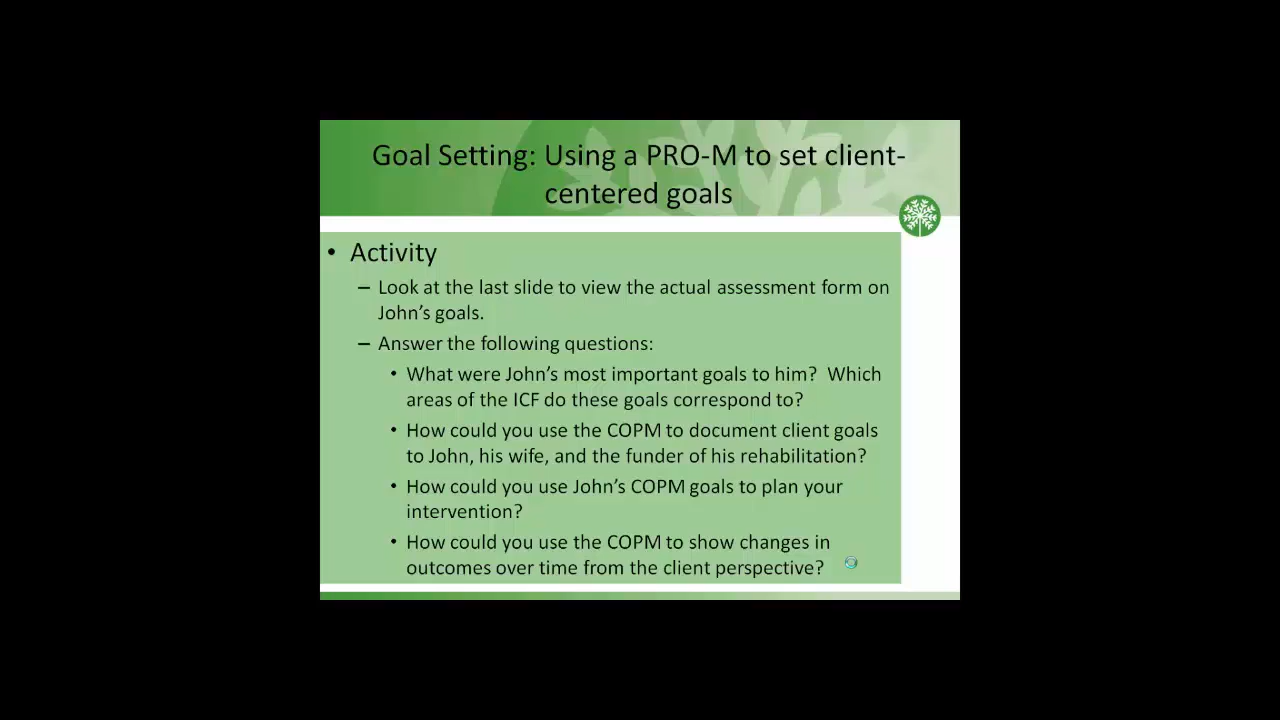 Goal Setting: Using a PRO-M to set client-
centered goals
• Activity
– Look at the last slide to view the actual assessment form on
John's goals.
– Answer the following questions:
• What were John's most important goals to him?  Which
areas of the ICF do these goals correspond to?
• How could you use the COPM to document client goals
to John, his wife, and the funder of his rehabilitation?
• How could you use John's COPM goals to plan your
intervention?
• How could you use the COPM to show changes in
outcomes over time from the client perspective?